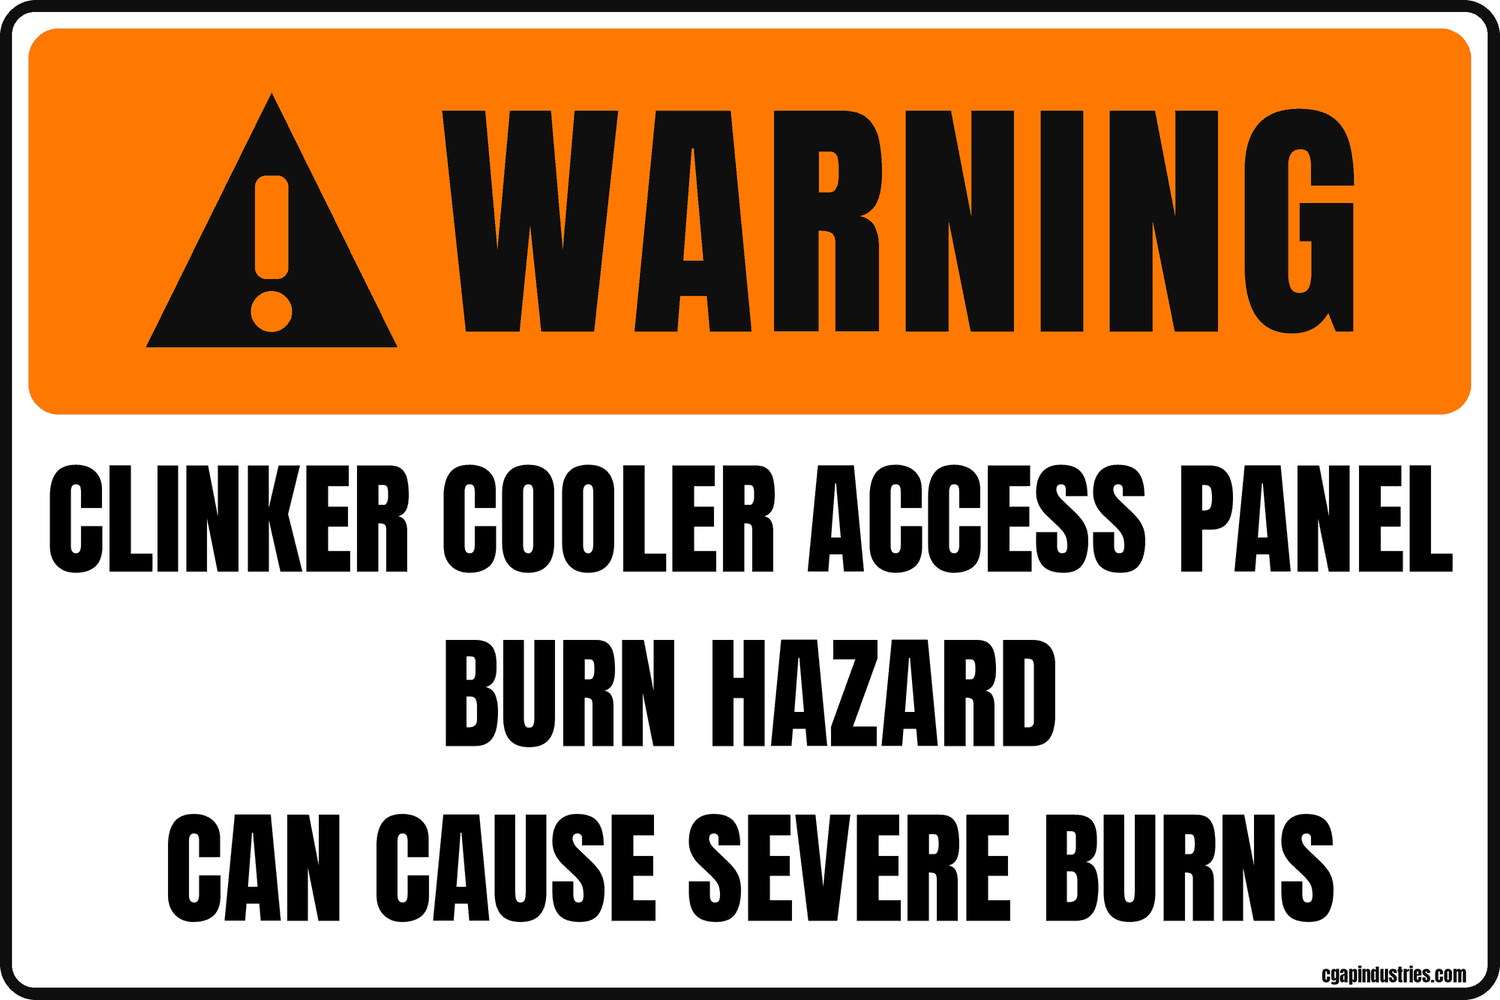 WARNING
CLINKER COOLER ACCESS PANEL
BURN HAZARD
CAN CAUSE SEVERE BURNS
cgapindustries.com